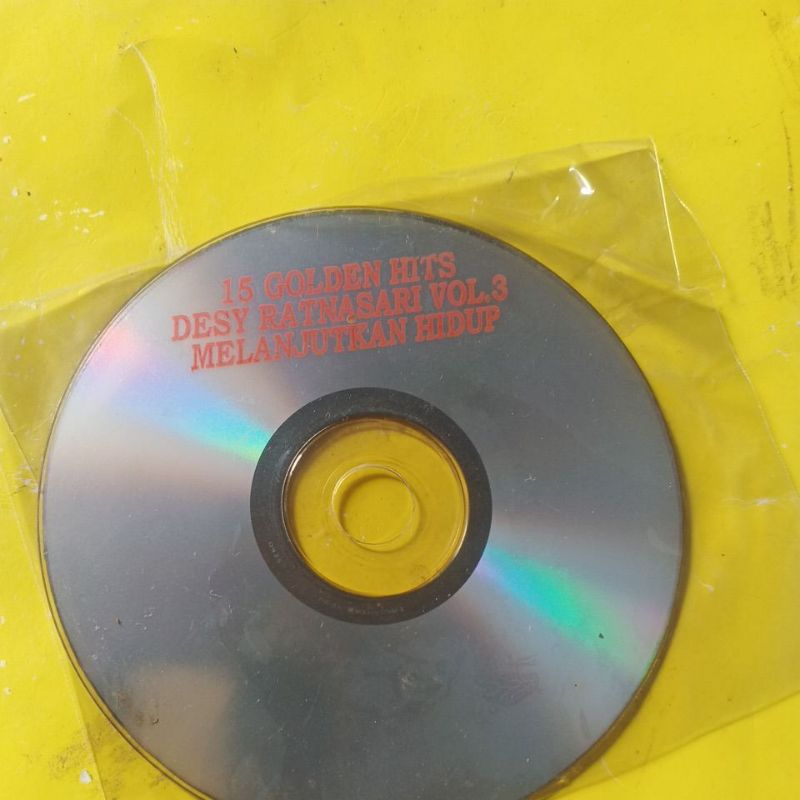 15 GOLDEN HITS
DESY RATNASARI VOL.3
MELANJUTKAN HIDUP